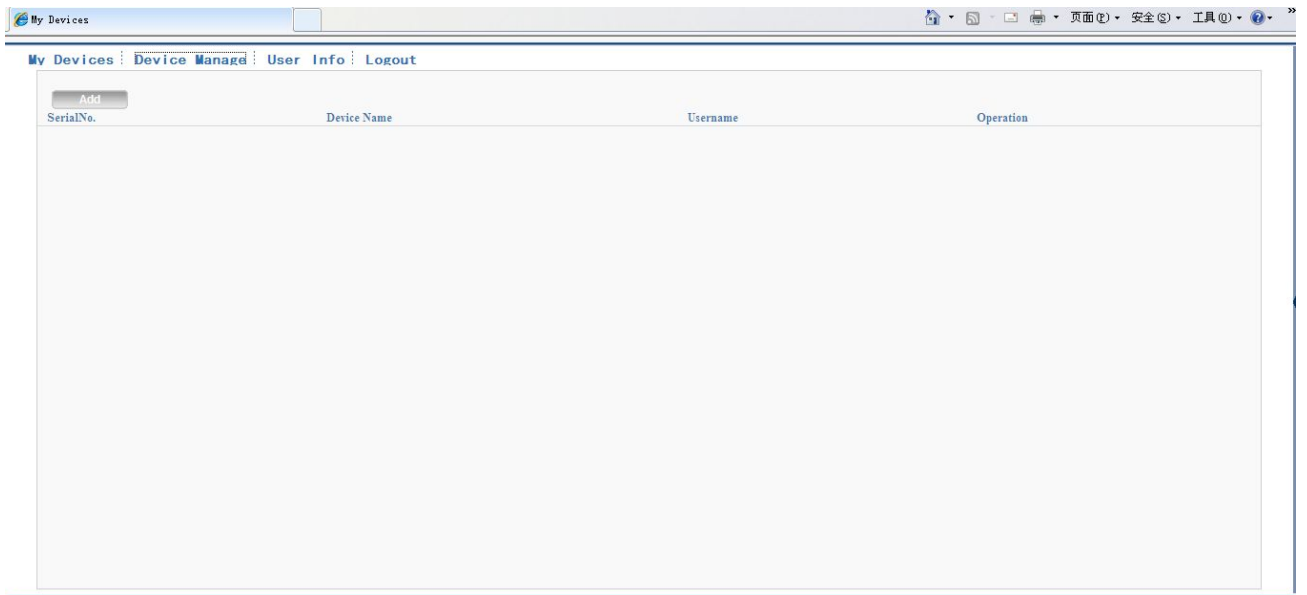 My Devices
页面(P) 安全(S) 工具(O) »
My Devices Device Manage User Info Logout
Add
SerialNo. Device Name Username Operation